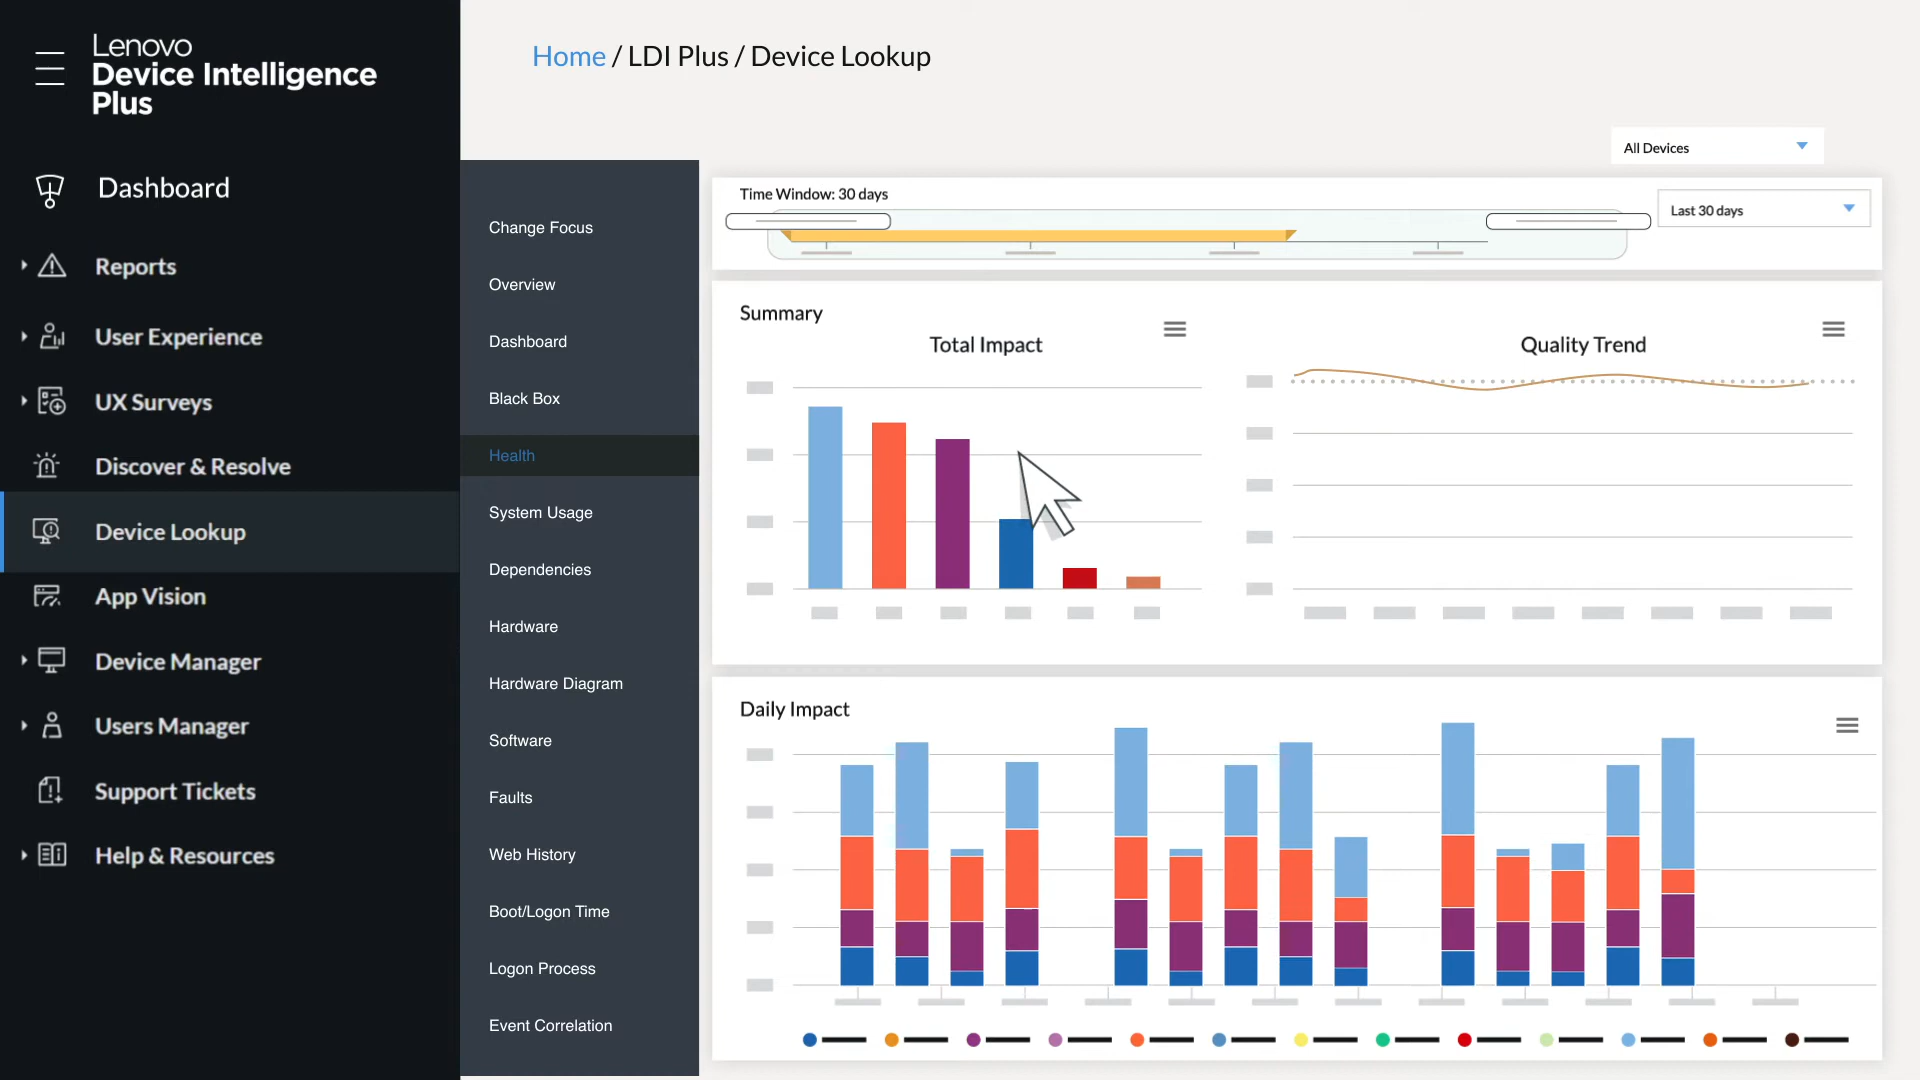 Lenovo
Device Intelligence
Plus
Dashboard
Reports
User Experience
UX Surveys
Discover & Resolve
Device Lookup
App Vision
Device Manager
Users Manager
Support Tickets
Help & Resources
Home / LDI Plus / Device Lookup
All Devices
Change Focus
Overview
Dashboard
Black Box
Health
System Usage
Dependencies
Hardware
Hardware Diagram
Software
Faults
Web History
Boot/Logon Time
Logon Process
Event Correlation
Time Window: 30 days
Last 30 days
Summary
Total Impact
Quality Trend
Daily Impact